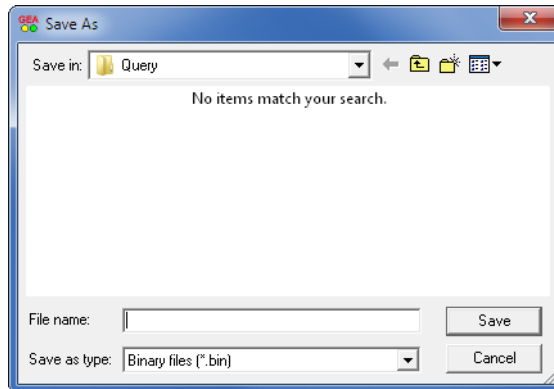 GEA Save As
Save in: Query
No items match your search.
File name: Save
Save as type: Binary files (*.bin) Cancel